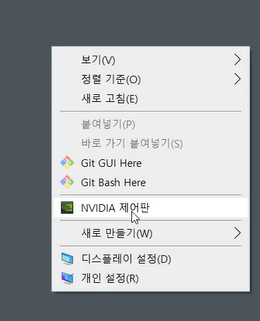 보기(V)
정렬 기준(O)
새로 고침(E)
붙여넣기(P)
바로 가기 붙여넣기(S)
Git GUI Here
Git Bash Here
NVIDIA 제어판
새로 만들기(W)
디스플레이 설정(D)
개인 설정(R)